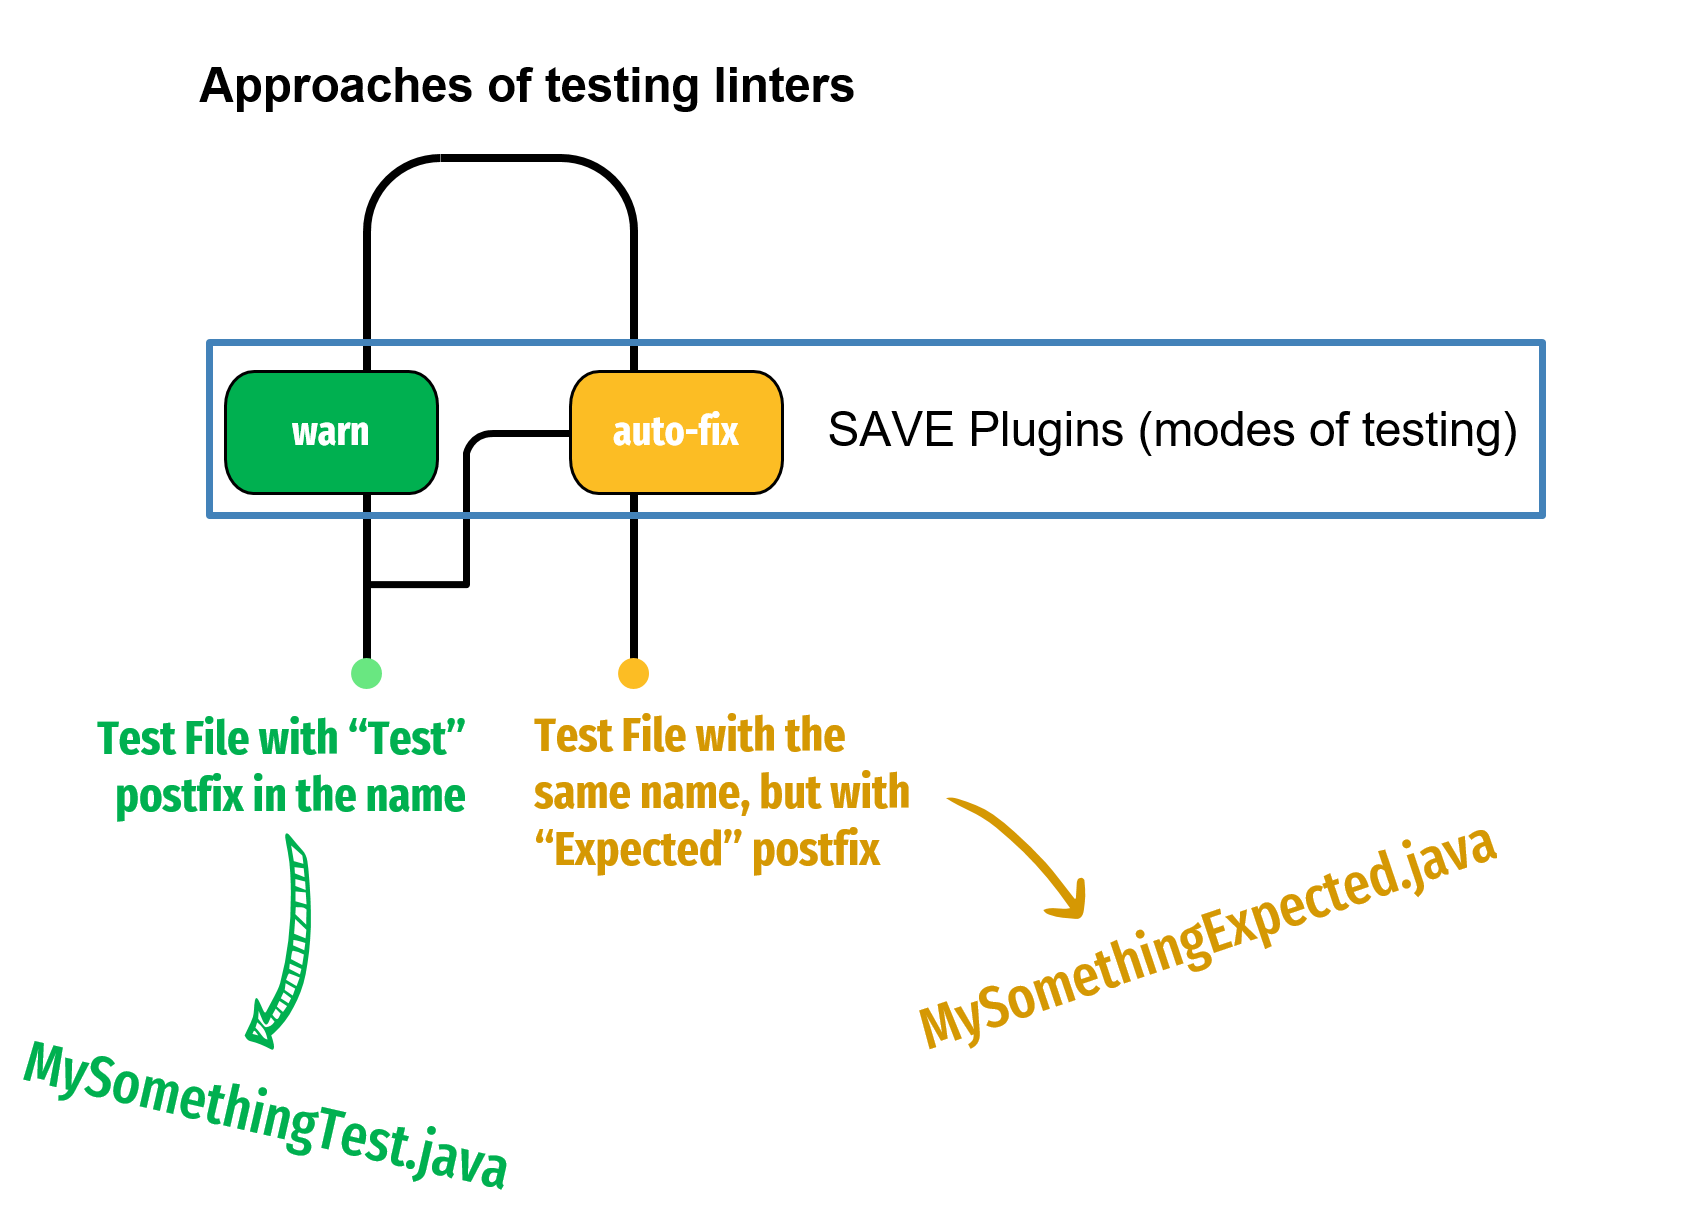 Approaches of testing linters
warn
auto-fix
SAVE Plugins (modes of testing)
Test File with “Test”
postfix in the name
Test File with the
same name, but with
“Expected” postfix
MySomethingExpected.java
MySomethingTest.java